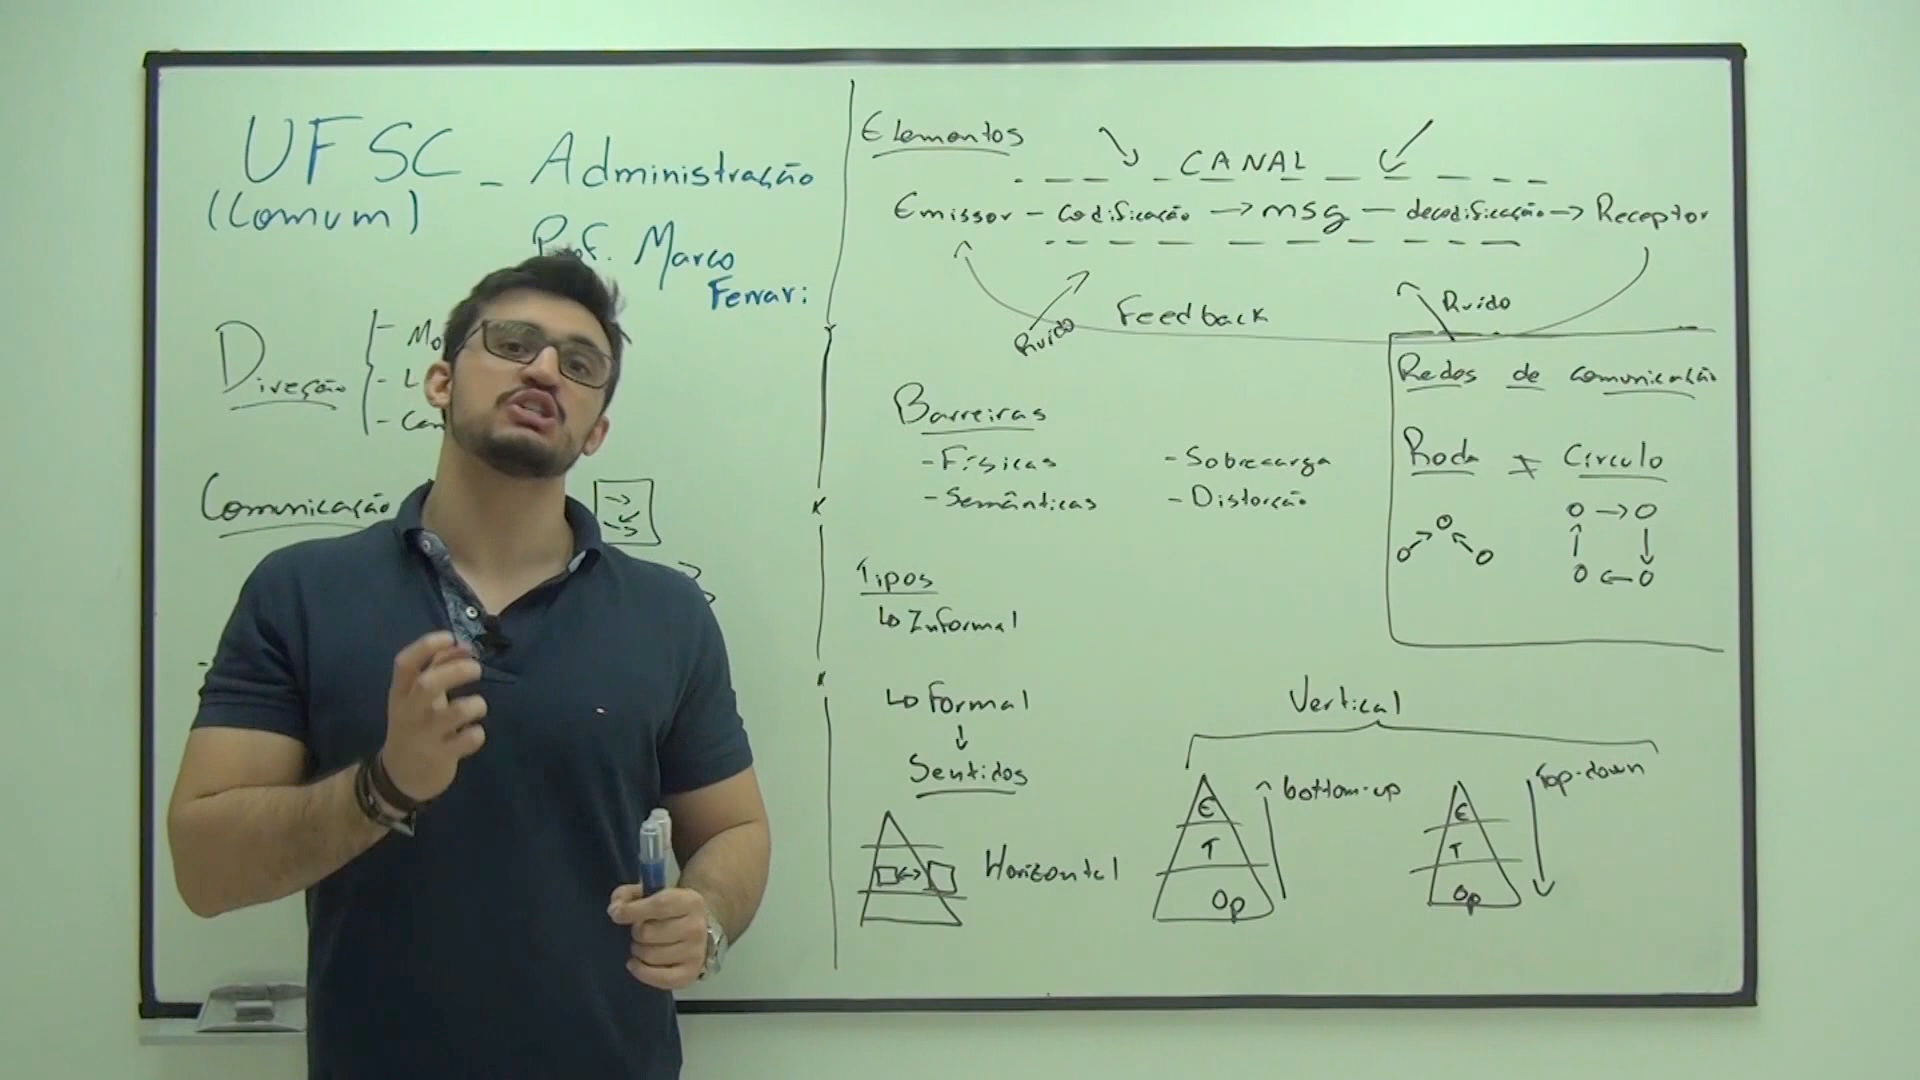 UFSC - Administração
(Comum)
Prof. Marco
Ferrari
Direção
Comunicação
Elementos
CANAL
Emissor - codificação -> msg - decodificação -> Receptor
Feedback
Ruído
Ruído
Barreiras
- Físicas
- Semânticas
- Sobrecarga
- Distorção
Redes de comunicação
Roda ≠ Círculo
Tipos
↳ Informal
↳ Formal
↓
Sentidos
Horizontal
Vertical
bottom-up
E
T
Op
Top-down
E
T
Op